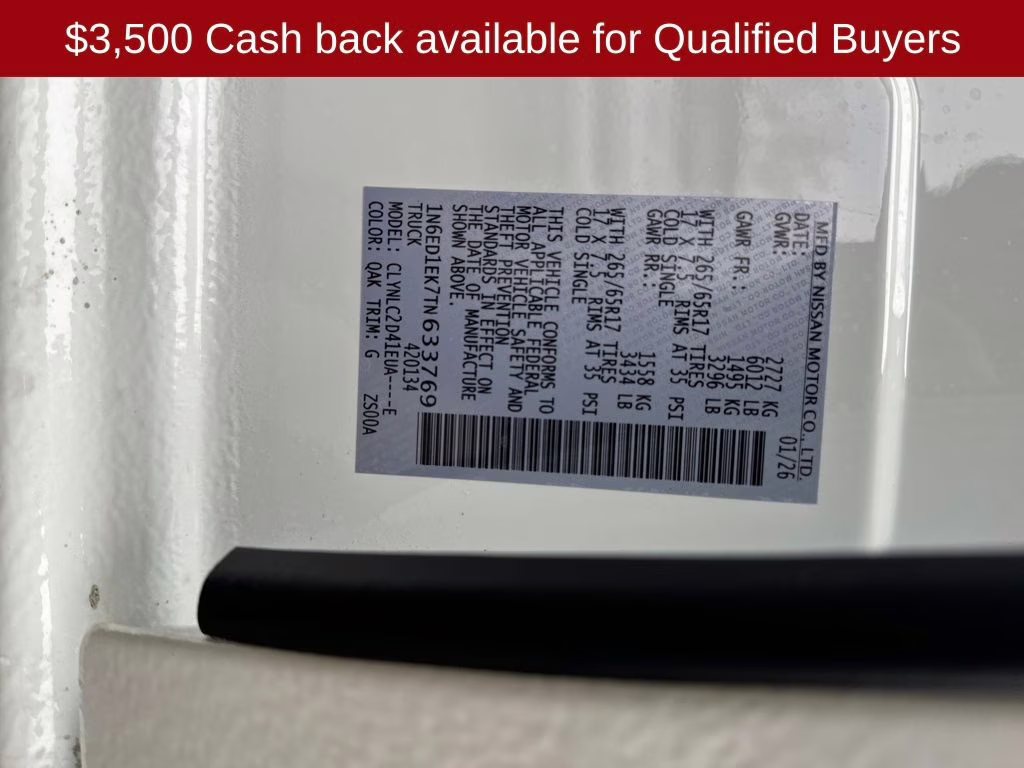 $3,500 Cash back available for Qualified Buyers
MFD BY NISSAN MOTOR CO., LTD.
DATE: 01/26
GVWR: 2727 KG
6012 LB
GAWR FR: 1495 KG
3296 LB
WITH 265/65R17 TIRES
17 X 7.5 RIMS AT 35 PSI
COLD SINGLE
GAWR RR: 1558 KG
3434 LB
WITH 265/65R17 TIRES
17 X 7.5 RIMS AT 35 PSI
COLD SINGLE
THIS VEHICLE CONFORMS TO
ALL APPLICABLE FEDERAL
MOTOR VEHICLE SAFETY AND
THEFT PREVENTION
STANDARDS IN EFFECT ON
THE DATE OF MANUFACTURE
SHOWN ABOVE.
1N6ED1EK7TN633769
TRUCK 420134
MODEL: CLYNLC2D41EUA---E
COLOR: QAK TRIM: G ZS00A